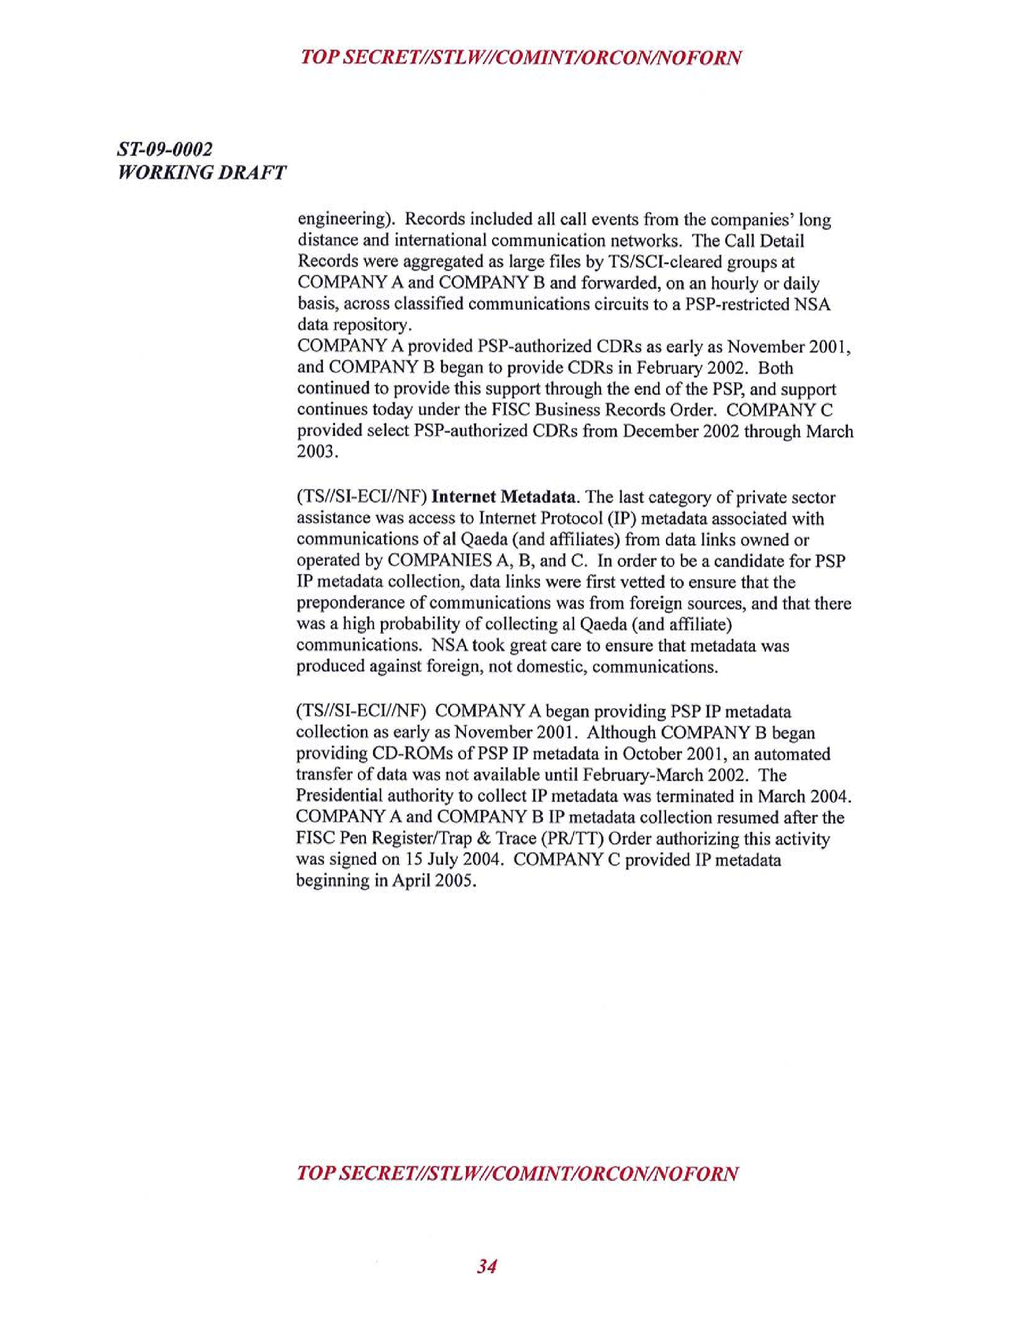 TOP SECRET//STLW//COMINT/ORCON/NOFORN
ST-09-0002
WORKING DRAFT
engineering). Records included all call events from the companies' long
distance and international communication networks. The Call Detail
Records were aggregated as large files by TS/SCI-cleared groups at
COMPANY A and COMPANY B and forwarded, on an hourly or daily
basis, across classified communications circuits to a PSP-restricted NSA
data repository.
COMPANY A provided PSP-authorized CDRs as early as November 2001,
and COMPANY B began to provide CDRs in February 2002. Both
continued to provide this support through the end of the PSP, and support
continues today under the FISC Business Records Order. COMPANY C
provided select PSP-authorized CDRs from December 2002 through March
2003.
(TS//SI-ECI//NF) Internet Metadata. The last category of private sector
assistance was access to Internet Protocol (IP) metadata associated with
communications of al Qaeda (and affiliates) from data links owned or
operated by COMPANIES A, B, and C. In order to be a candidate for PSP
IP metadata collection, data links were first vetted to ensure that the
preponderance of communications was from foreign sources, and that there
was a high probability of collecting al Qaeda (and affiliate)
communications. NSA took great care to ensure that metadata was
produced against foreign, not domestic, communications.
(TS//SI-ECI//NF) COMPANY A began providing PSP IP metadata
collection as early as November 2001. Although COMPANY B began
providing CD-ROMs of PSP IP metadata in October 2001, an automated
transfer of data was not available until February-March 2002. The
Presidential authority to collect IP metadata was terminated in March 2004.
COMPANY A and COMPANY B IP metadata collection resumed after the
FISC Pen Register/Trap & Trace (PR/TT) Order authorizing this activity
was signed on 15 July 2004. COMPANY C provided IP metadata
beginning in April 2005.
TOP SECRET//STLW//COMINT/ORCON/NOFORN
34